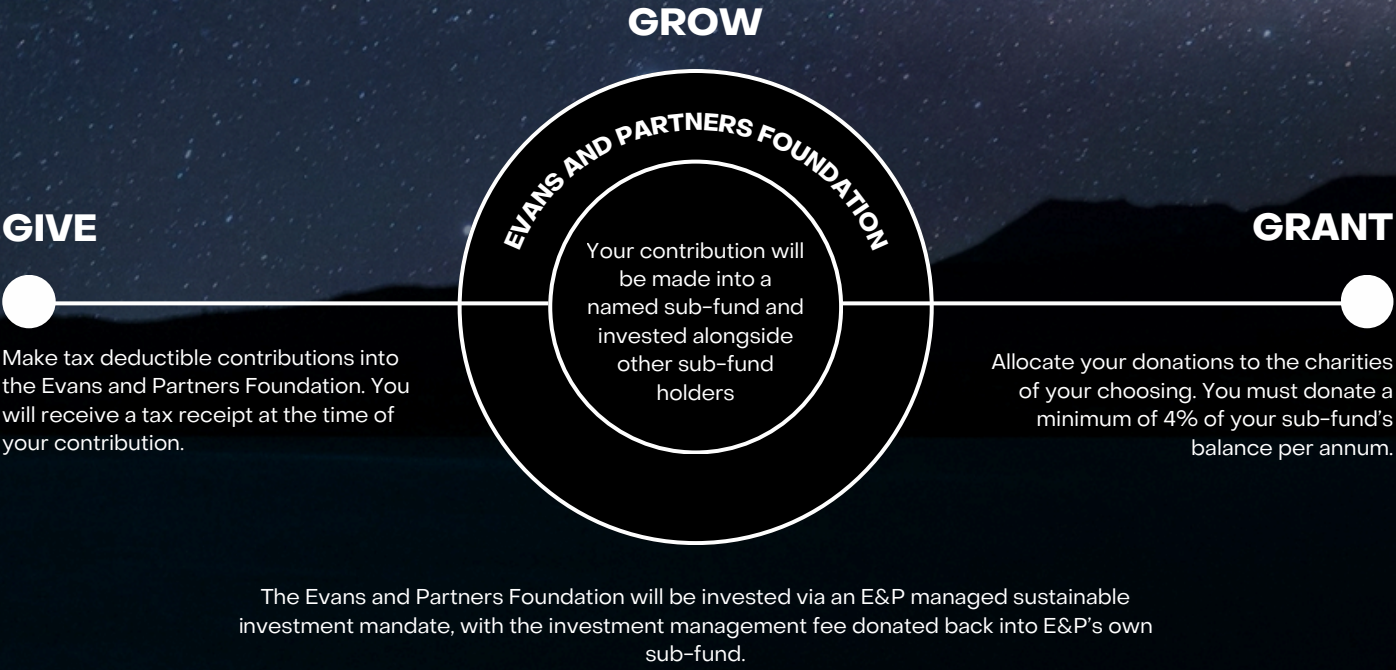 GROW
EVANS AND PARTNERS FOUNDATION
GIVE
Make tax deductible contributions into
the Evans and Partners Foundation. You
will receive a tax receipt at the time of
your contribution.
Your contribution will
be made into a
named sub-fund and
invested alongside
other sub-fund
holders
GRANT
Allocate your donations to the charities
of your choosing. You must donate a
minimum of 4% of your sub-fund's
balance per annum.
The Evans and Partners Foundation will be invested via an E&P managed sustainable
investment mandate, with the investment management fee donated back into E&P's own
sub-fund.